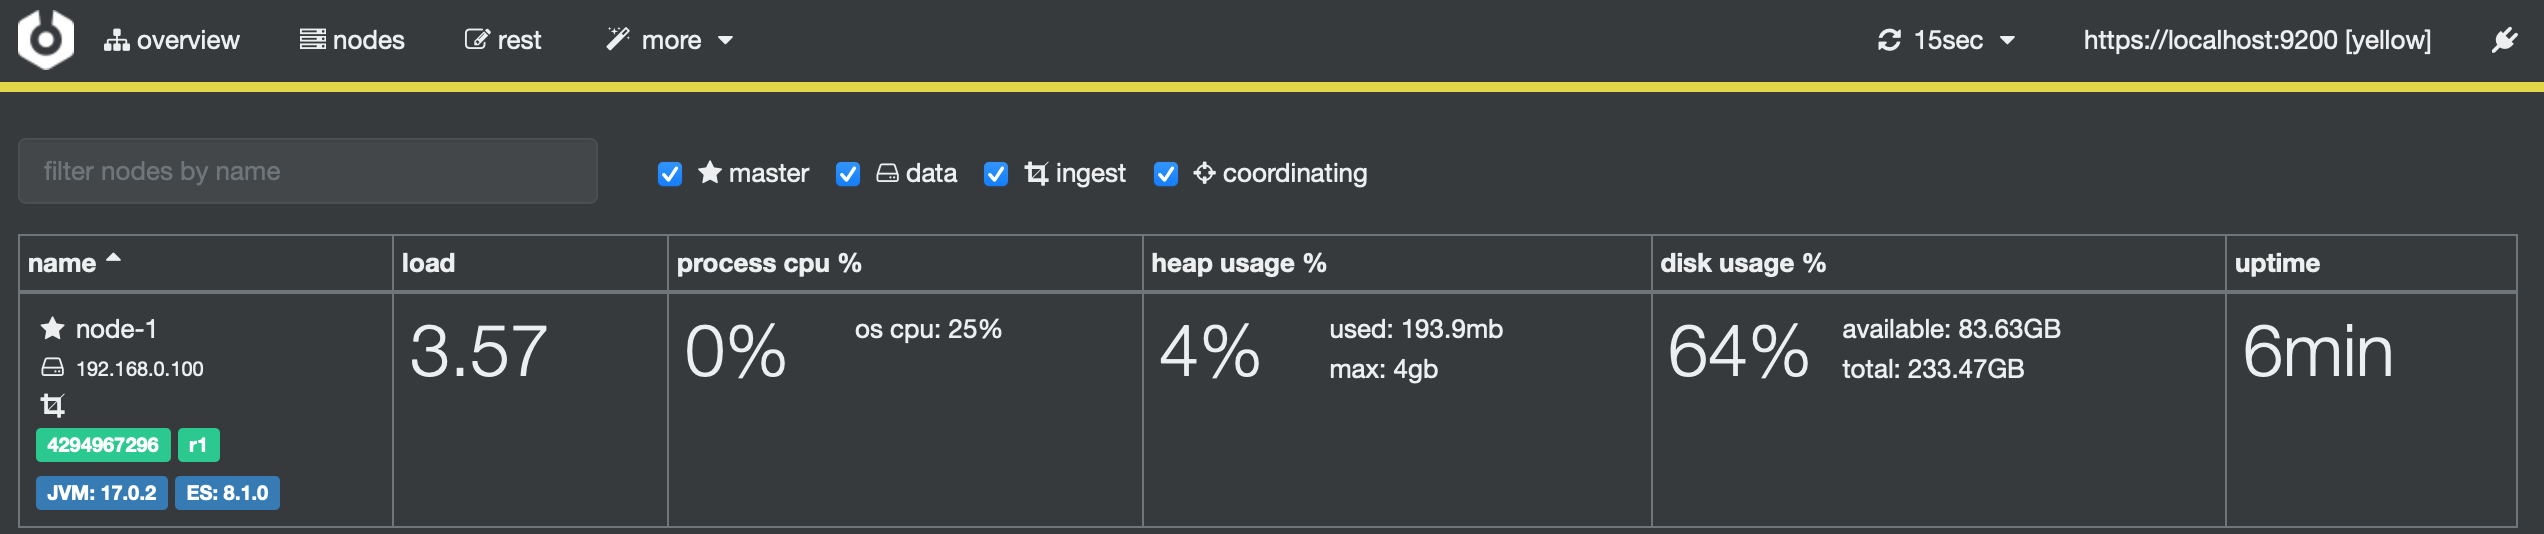 overview nodes rest more 15sec https://localhost:9200 [yellow]
filter nodes by name master data ingest coordinating
name load process cpu % heap usage % disk usage % uptime
node-1 3.57 0% os cpu: 25% 4% used: 193.9mb 64% available: 83.63GB 6min
192.168.0.100 max: 4gb total: 233.47GB
4294967296 r1
JVM: 17.0.2 ES: 8.1.0